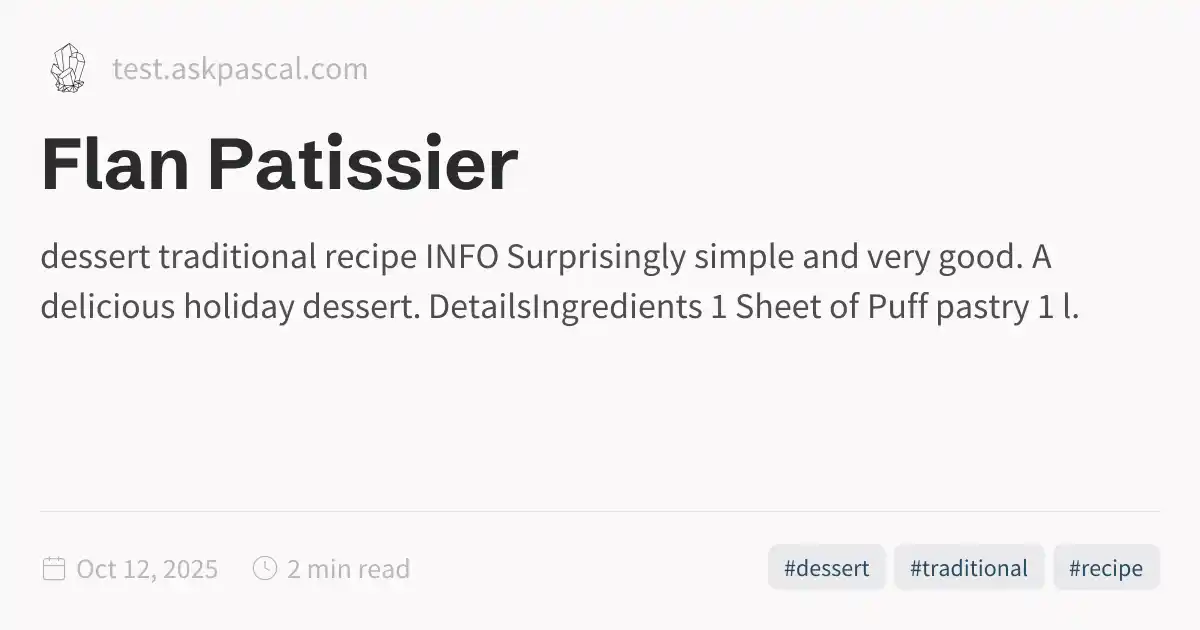 test.askpascal.com
Flan Patissier
dessert traditional recipe INFO Surprisingly simple and very good. A
delicious holiday dessert. DetailsIngredients 1 Sheet of Puff pastry 1 l.
Oct 12, 2025 2 min read #dessert #traditional #recipe